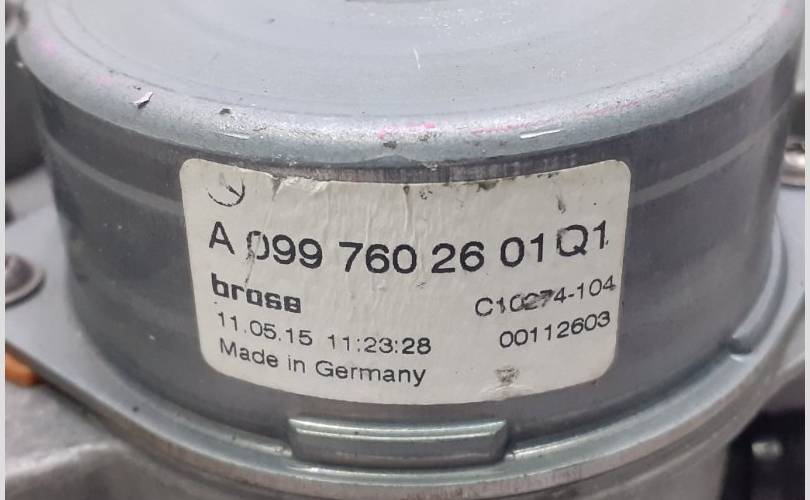 A 099 760 26 01 Q1
brose
C10274-104
11.05.15 11:23:28
00112603
Made in Germany